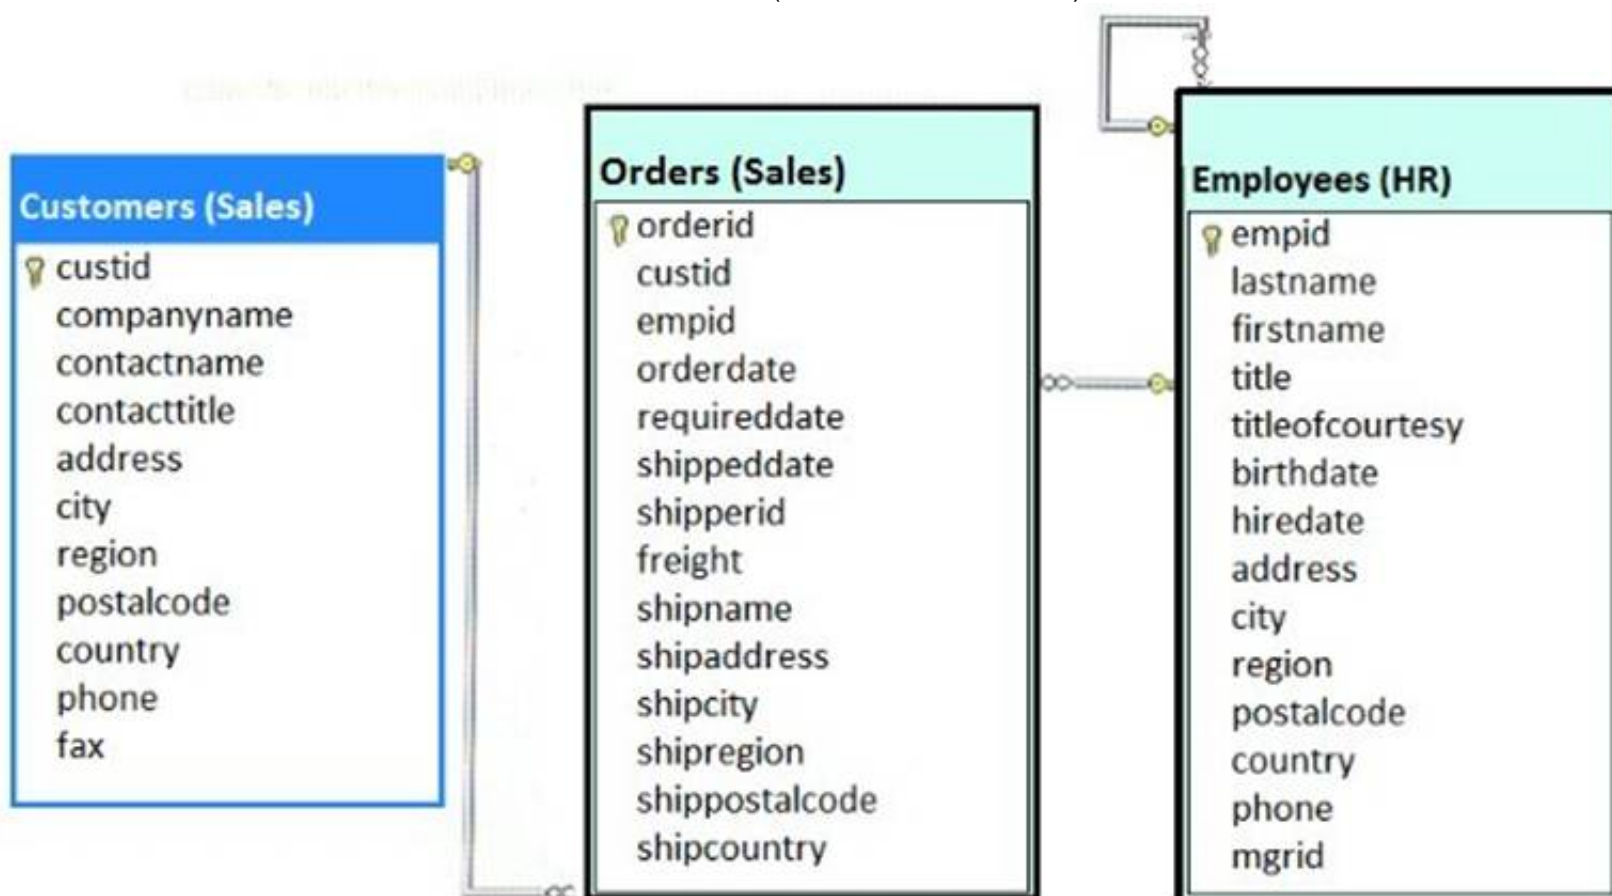 Customers (Sales)
custid
companyname
contactname
contacttitle
address
city
region
postalcode
country
phone
fax
Orders (Sales)
orderid
custid
empid
orderdate
requireddate
shippeddate
shipperid
freight
shipname
shipaddress
shipcity
shipregion
shippostalcode
shipcountry
Employees (HR)
empid
lastname
firstname
title
titleofcourtesy
birthdate
hiredate
address
city
region
postalcode
country
phone
mgrid